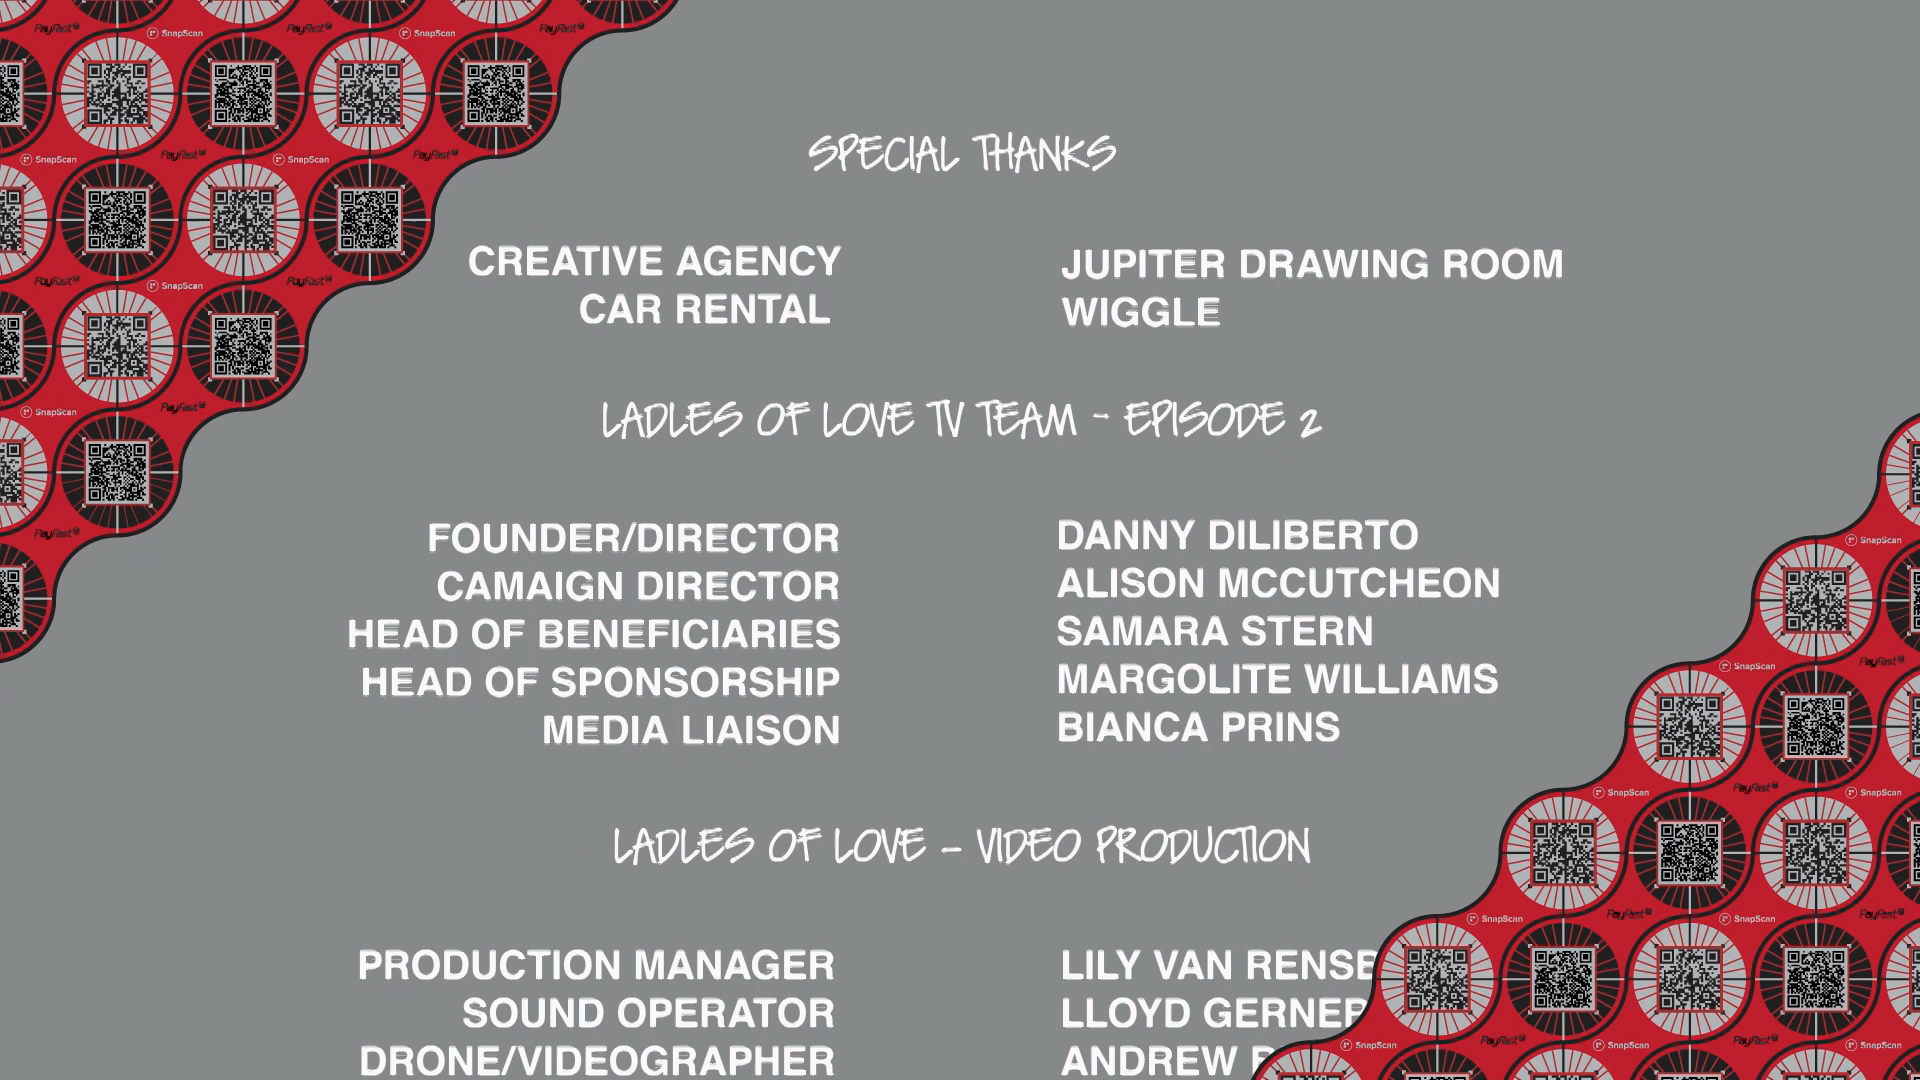 SPECIAL THANKS
CREATIVE AGENCY JUPITER DRAWING ROOM
CAR RENTAL WIGGLE
LADLES OF LOVE TV TEAM - EPISODE 2
FOUNDER/DIRECTOR DANNY DILIBERTO
CAMAIGN DIRECTOR ALISON MCCUTCHEON
HEAD OF BENEFICIARIES SAMARA STERN
HEAD OF SPONSORSHIP MARGOLITE WILLIAMS
MEDIA LIAISON BIANCA PRINS
LADLES OF LOVE – VIDEO PRODUCTION
PRODUCTION MANAGER LILY VAN
SOUND OPERATOR LLOYD
DRONE/VIDEOGRAPHER ANDREW
SnapScan
PayFast